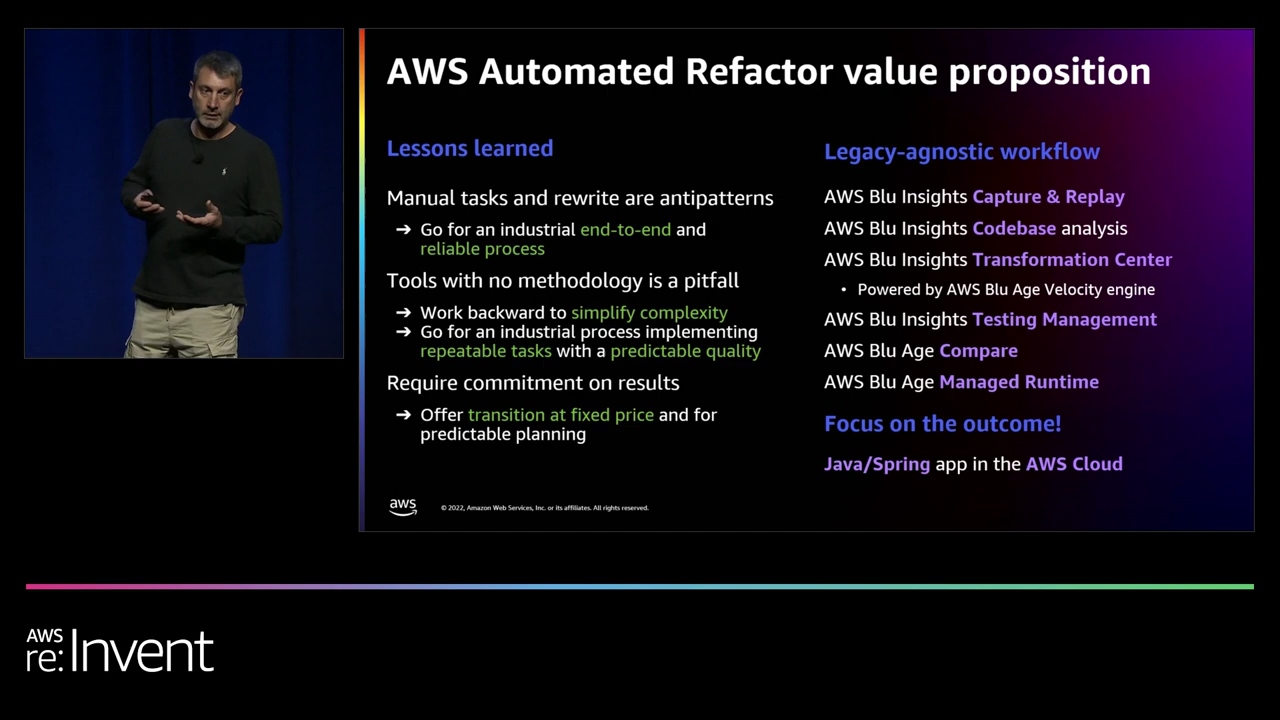 AWS Automated Refactor value proposition
Lessons learned
Manual tasks and rewrite are antipatterns
➔ Go for an industrial end-to-end and
reliable process
Tools with no methodology is a pitfall
➔ Work backward to simplify complexity
➔ Go for an industrial process implementing
repeatable tasks with a predictable quality
Require commitment on results
➔ Offer transition at fixed price and for
predictable planning
Legacy-agnostic workflow
AWS Blu Insights Capture & Replay
AWS Blu Insights Codebase analysis
AWS Blu Insights Transformation Center
• Powered by AWS Blu Age Velocity engine
AWS Blu Insights Testing Management
AWS Blu Age Compare
AWS Blu Age Managed Runtime
Focus on the outcome!
Java/Spring app in the AWS Cloud
aws
© 2022, Amazon Web Services, Inc. or its affiliates. All rights reserved.
AWS
re:Invent